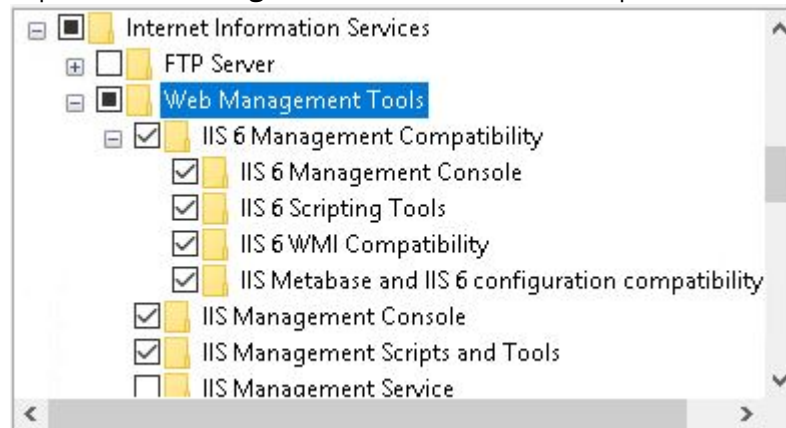 Internet Information Services
FTP Server
Web Management Tools
IIS 6 Management Compatibility
IIS 6 Management Console
IIS 6 Scripting Tools
IIS 6 WMI Compatibility
IIS Metabase and IIS 6 configuration compatibility
IIS Management Console
IIS Management Scripts and Tools
IIS Management Service